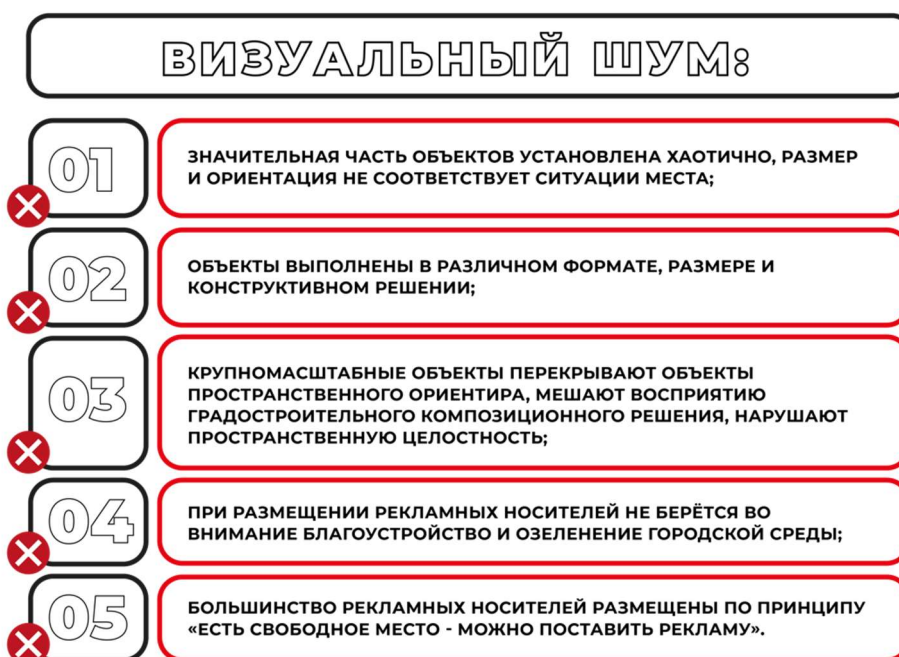 ВИЗУАЛЬНЫЙ ШУМ:
01
ЗНАЧИТЕЛЬНАЯ ЧАСТЬ ОБЪЕКТОВ УСТАНОВЛЕНА ХАОТИЧНО, РАЗМЕР
И ОРИЕНТАЦИЯ НЕ СООТВЕТСТВУЕТ СИТУАЦИИ МЕСТА;
02
ОБЪЕКТЫ ВЫПОЛНЕНЫ В РАЗЛИЧНОМ ФОРМАТЕ, РАЗМЕРЕ И
КОНСТРУКТИВНОМ РЕШЕНИИ;
03
КРУПНОМАСШТАБНЫЕ ОБЪЕКТЫ ПЕРЕКРЫВАЮТ ОБЪЕКТЫ
ПРОСТРАНСТВЕННОГО ОРИЕНТИРА, МЕШАЮТ ВОСПРИЯТИЮ
ГРАДОСТРОИТЕЛЬНОГО КОМПОЗИЦИОННОГО РЕШЕНИЯ, НАРУШАЮТ
ПРОСТРАНСТВЕННУЮ ЦЕЛОСТНОСТЬ;
04
ПРИ РАЗМЕЩЕНИИ РЕКЛАМНЫХ НОСИТЕЛЕЙ НЕ БЕРЁТСЯ ВО
ВНИМАНИЕ БЛАГОУСТРОЙСТВО И ОЗЕЛЕНЕНИЕ ГОРОДСКОЙ СРЕДЫ;
05
БОЛЬШИНСТВО РЕКЛАМНЫХ НОСИТЕЛЕЙ РАЗМЕЩЕНЫ ПО ПРИНЦИПУ
«ЕСТЬ СВОБОДНОЕ МЕСТО - МОЖНО ПОСТАВИТЬ РЕКЛАМУ».